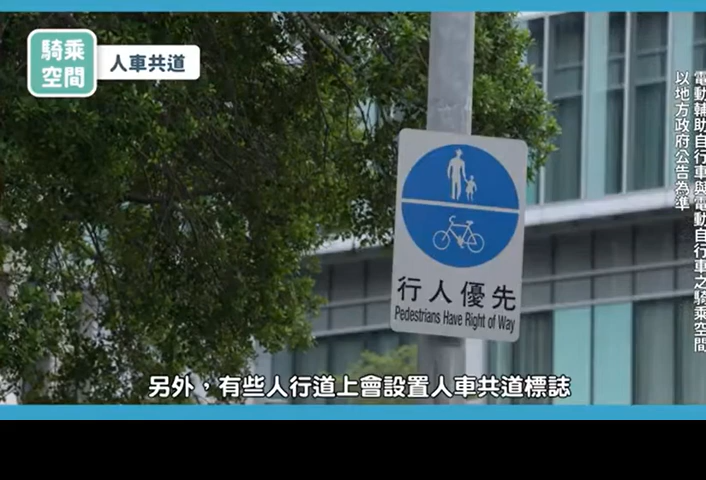 騎乘
空間
人車共道
電動輔助自行車與電動自行車之騎乘空間
以地方政府公告為準
行人優先
Pedestrians Have Right of Way
另外，有些人行道上會設置人車共道標誌